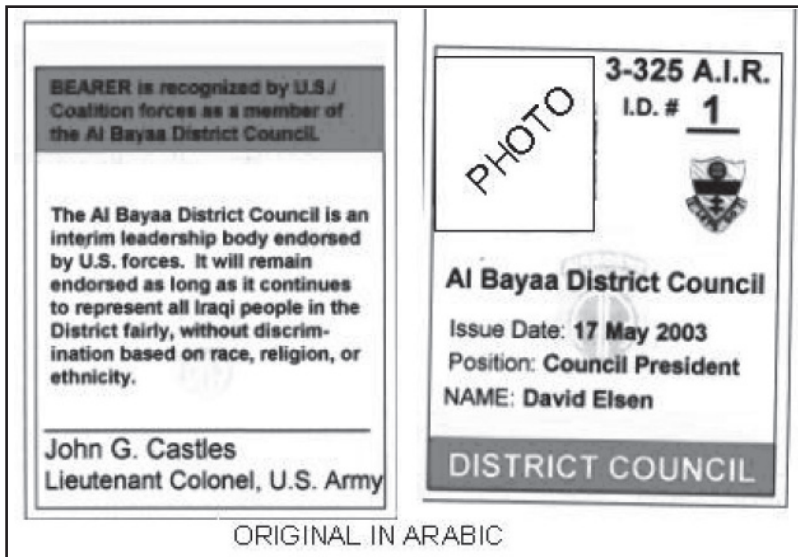 BEARER is recognized by U.S./
Coalition forces as a member of
the Al Bayaa District Council.
The Al Bayaa District Council is an
interim leadership body endorsed
by U.S. forces. It will remain
endorsed as long as it continues
to represent all Iraqi people in the
District fairly, without discrim-
ination based on race, religion, or
ethnicity.
John G. Castles
Lieutenant Colonel, U.S. Army
3-325 A.I.R.
I.D. # 1
PHOTO
Al Bayaa District Council
Issue Date: 17 May 2003
Position: Council President
NAME: David Elsen
DISTRICT COUNCIL
ORIGINAL IN ARABIC